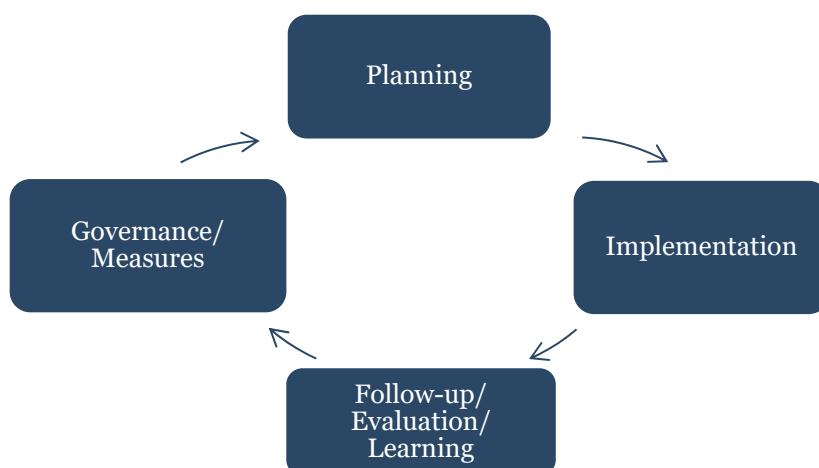 Planning
Implementation
Follow-up/
Evaluation/
Learning
Governance/
Measures